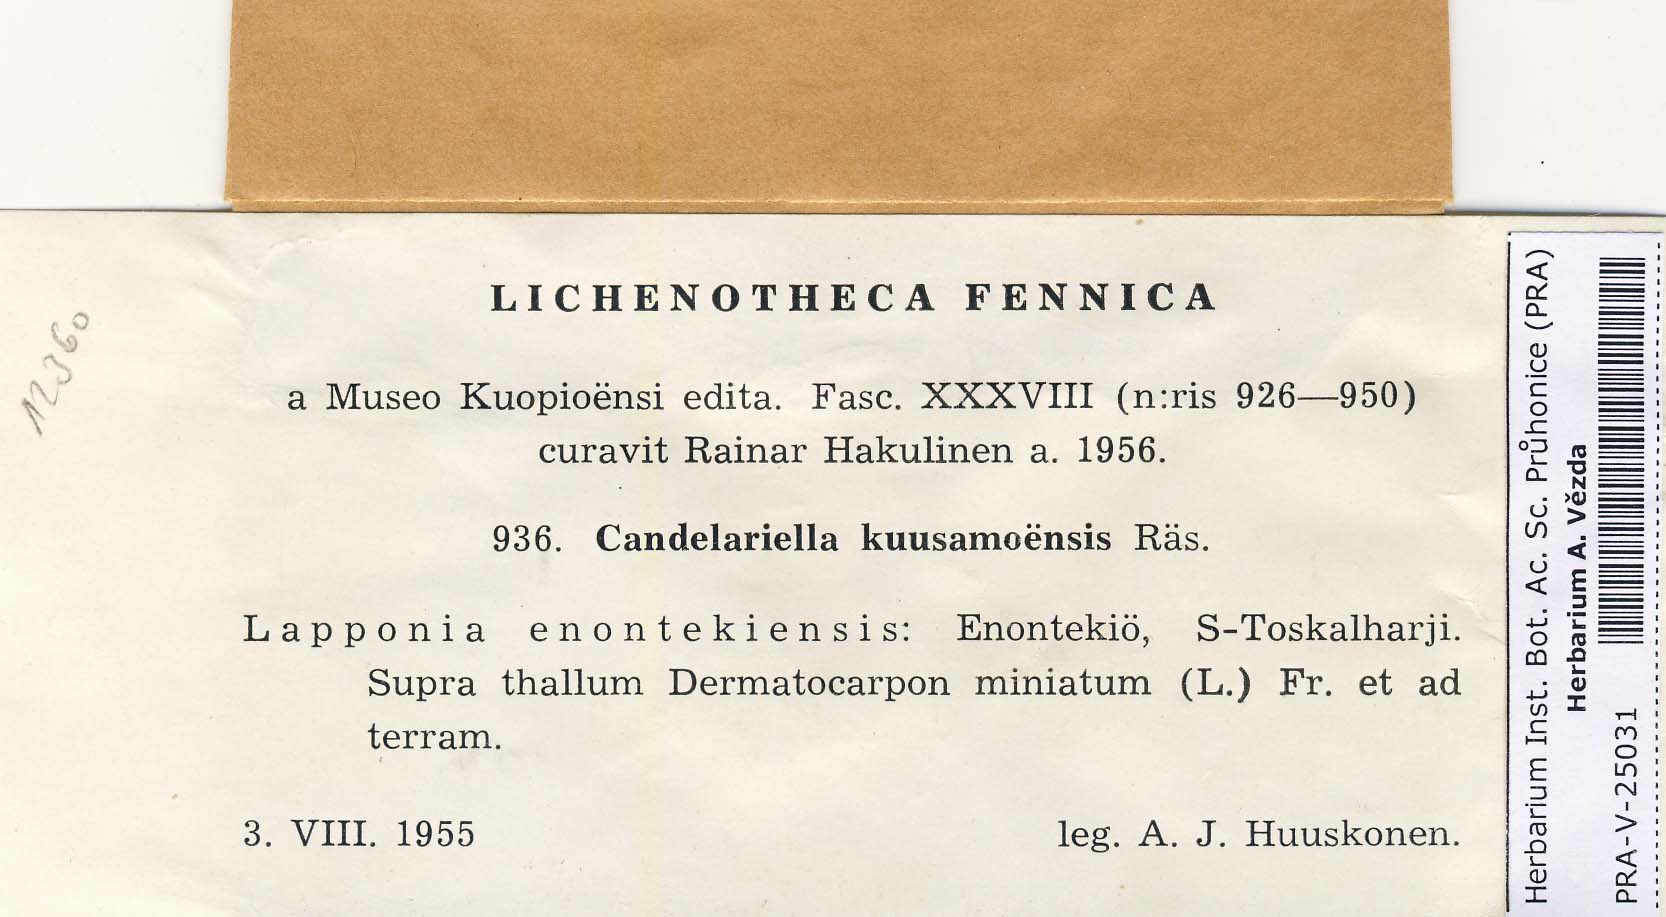 LICHENOTHECA FENNICA
a Museo Kuopioënsi edita. Fasc. XXXVIII (n:ris 926—950)
curavit Rainar Hakulinen a. 1956.
936. Candelariella kuusamoënsis Räs.
Lapponia enontekiensis: Enontekiö, S-Toskalharji.
Supra thallum Dermatocarpon miniatum (L.) Fr. et ad
terram.
3. VIII. 1955 leg. A. J. Huuskonen.
12360
Herbarium Inst. Bot. Ac. Sc. Průhonice (PRA)
Herbarium A. Vězda
PRA-V-25031